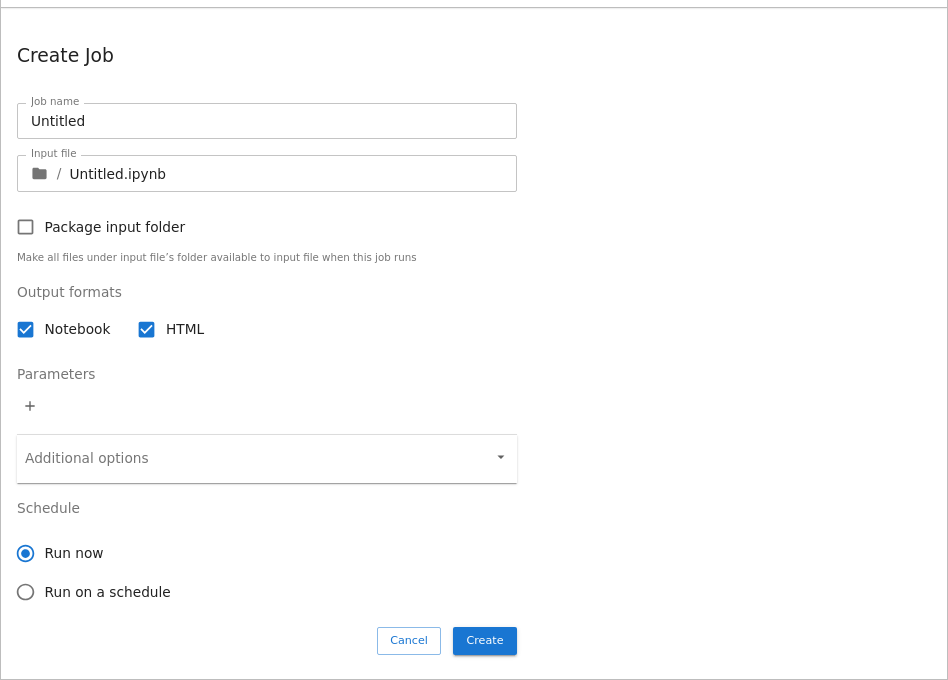 Create Job
Job name
Untitled
Input file
/ Untitled.ipynb
Package input folder
Make all files under input file’s folder available to input file when this job runs
Output formats
Notebook HTML
Parameters
+
Additional options
Schedule
Run now
Run on a schedule
Cancel Create